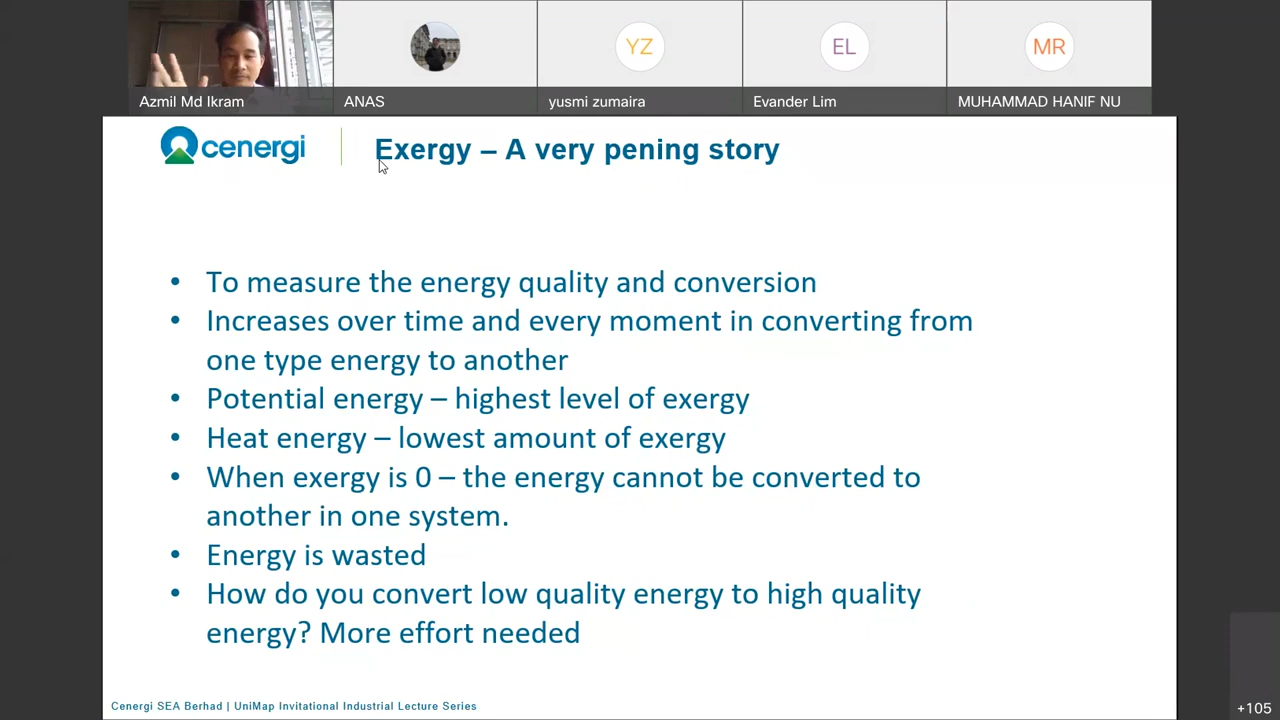 YZ
EL
MR
Azmil Md Ikram
ANAS
yusmi zumaira
Evander Lim
MUHAMMAD HANIF NU
cenergi
Exergy – A very pening story
• To measure the energy quality and conversion
• Increases over time and every moment in converting from
one type energy to another
• Potential energy – highest level of exergy
• Heat energy – lowest amount of exergy
• When exergy is 0 – the energy cannot be converted to
another in one system.
• Energy is wasted
• How do you convert low quality energy to high quality
energy? More effort needed
Cenergi SEA Berhad | UniMap Invitational Industrial Lecture Series
+105